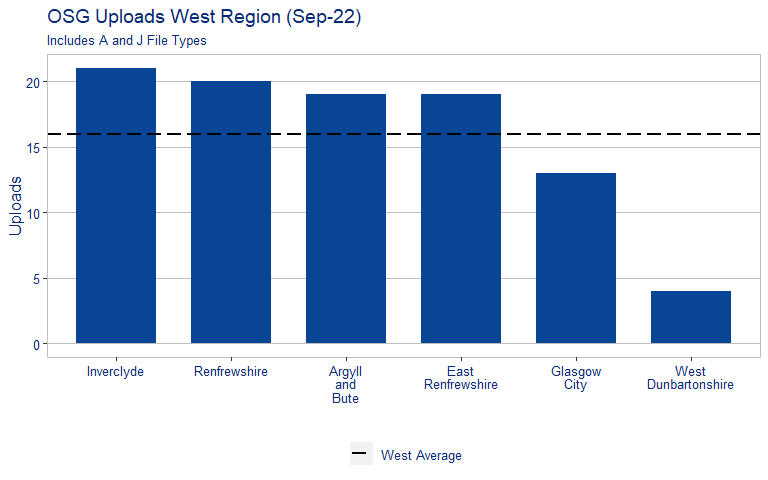 OSG Uploads West Region (Sep-22)
Includes A and J File Types
Uploads
20
15
10
5
0
Inverclyde
Renfrewshire
Argyll
and
Bute
East
Renfrewshire
Glasgow
City
West
Dunbartonshire
West Average